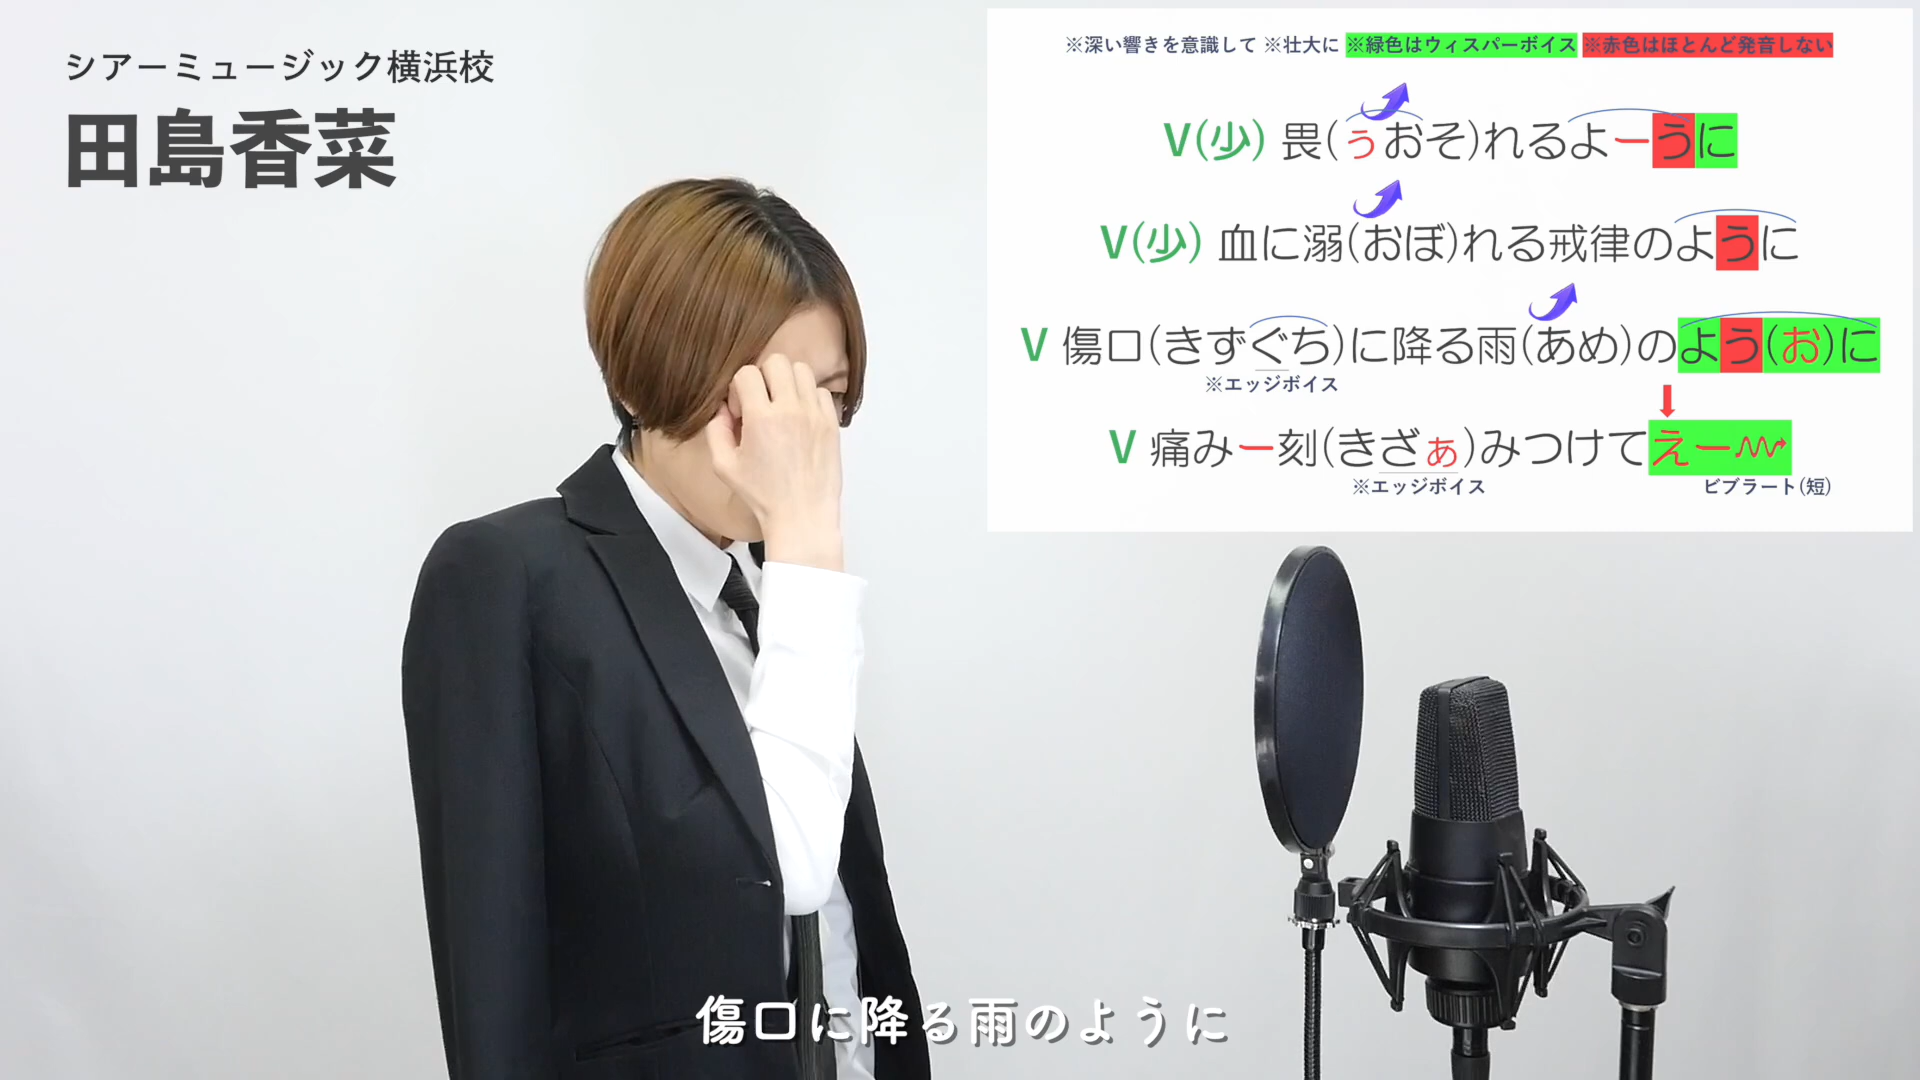 シアーミュージック横浜校
田島香菜
※深い響きを意識して ※壮大に ※緑色はウィスパーボイス ※赤色はほとんど発音しない
V(少) 畏(ぅおそ)れるよーうに
V(少) 血に溺(おぼ)れる戒律のように
V 傷口(きずぐち)に降る雨(あめ)のよう(お)に
※エッジボイス
V 痛みー刻(きざぁ)みつけてえー
※エッジボイス
ビブラート(短)
傷口に降る雨のように